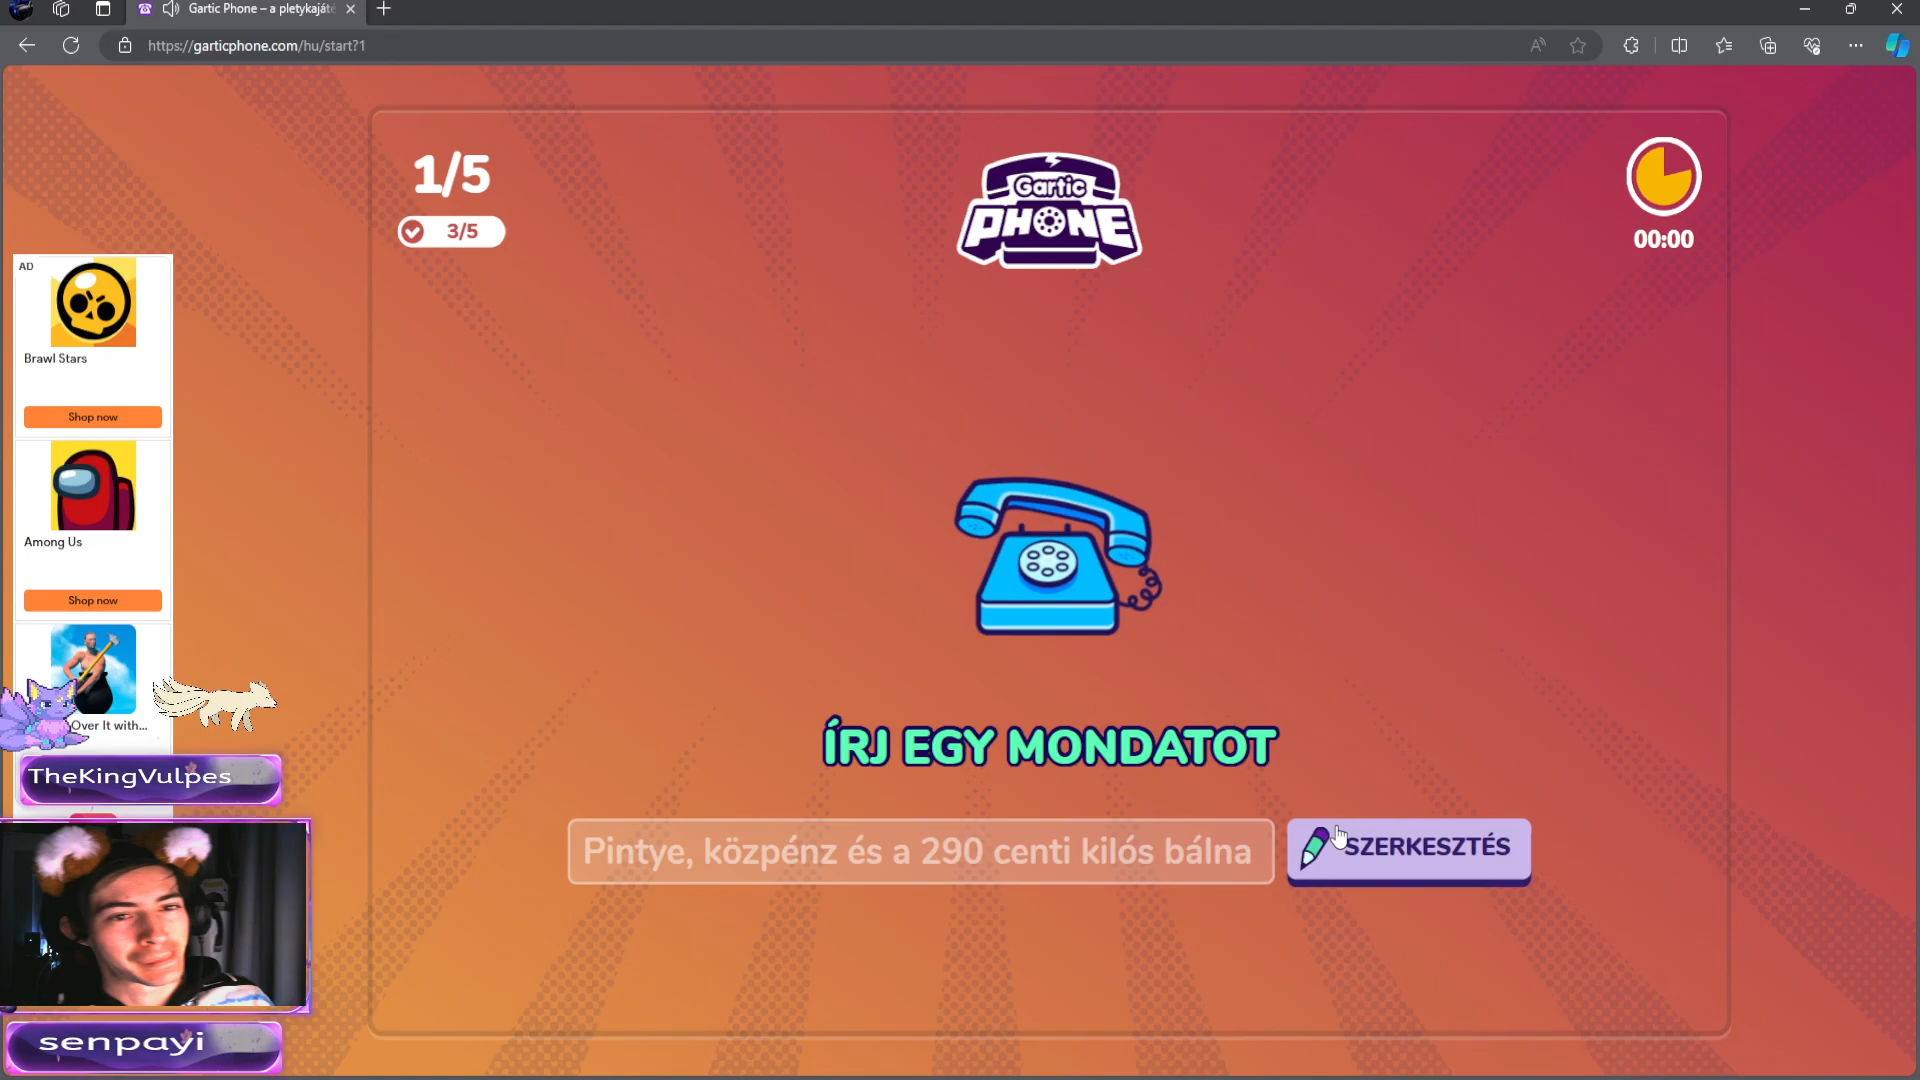 Gartic Phone – a pletykajáté
https://garticphone.com/hu/start?1
1/5
3/5
Gartic
PHONE
00:00
AD
Brawl Stars
Shop now
Among Us
Shop now
Over It with...
ÍRJ EGY MONDATOT
Pintye, közpénz és a 290 centi kilós bálna
SZERKESZTÉS
TheKingVulpes
senpayi